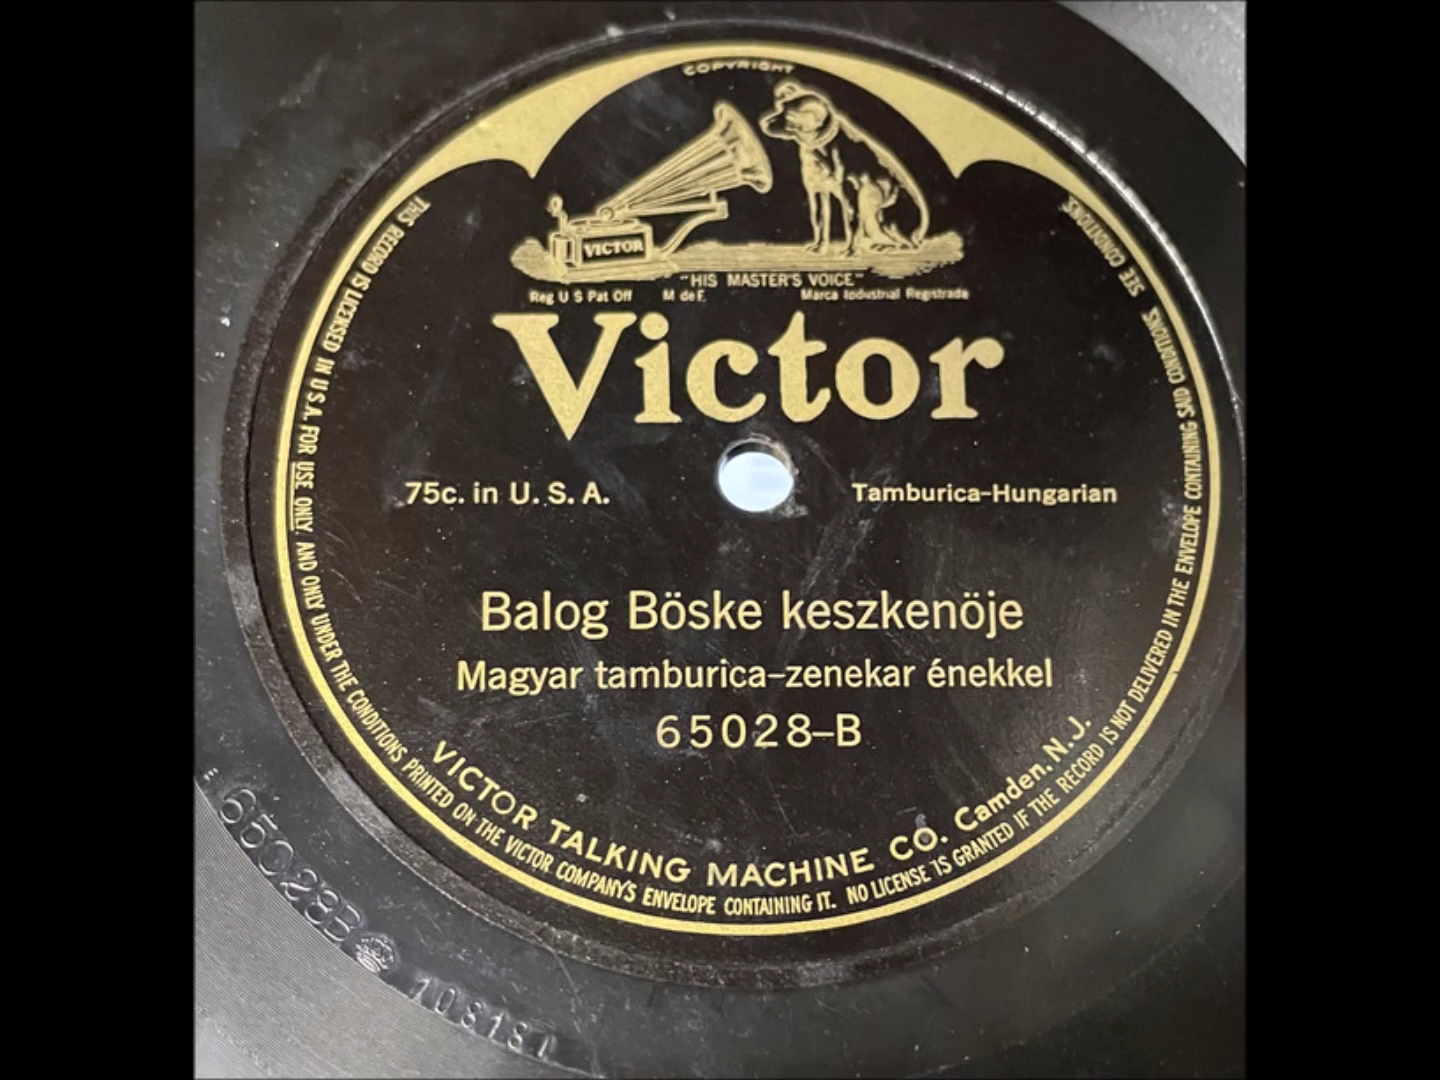 COPYRIGHT
VICTOR
"HIS MASTER'S VOICE"
Reg U S Pat Off M de F. Marca Industrial Registrada
Victor
75c. in U.S.A. Tamburica-Hungarian
Balog Böske keszkenöje
Magyar tamburica-zenekar énekkel
65028-B
VICTOR TALKING MACHINE CO. Camden, N.J.
THIS RECORD IS LICENSED IN U.S.A. FOR USE ONLY, AND ONLY UNDER THE CONDITIONS PRINTED ON THE VICTOR COMPANY'S ENVELOPE CONTAINING IT. NO LICENSE IS GRANTED IF THE RECORD IS NOT DELIVERED IN THE ENVELOPE CONTAINING SAID CONDITIONS. SEE CONDITIONS.
65028B